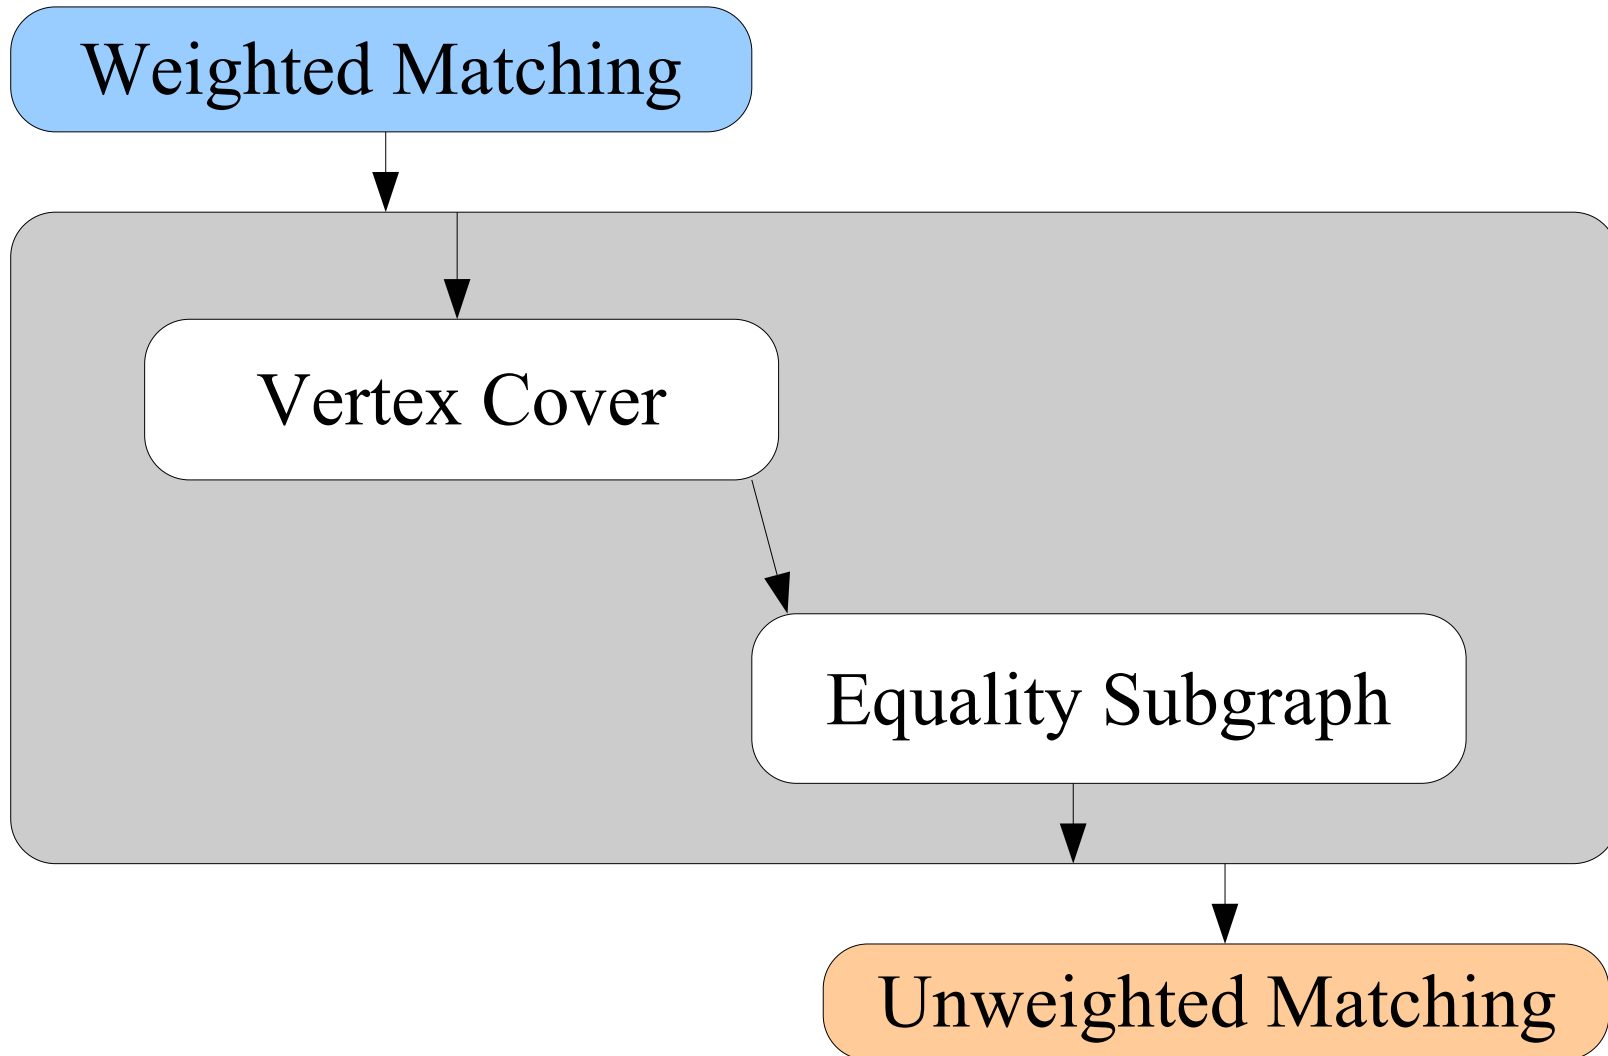 Weighted Matching
Vertex Cover
Equality Subgraph
Unweighted Matching